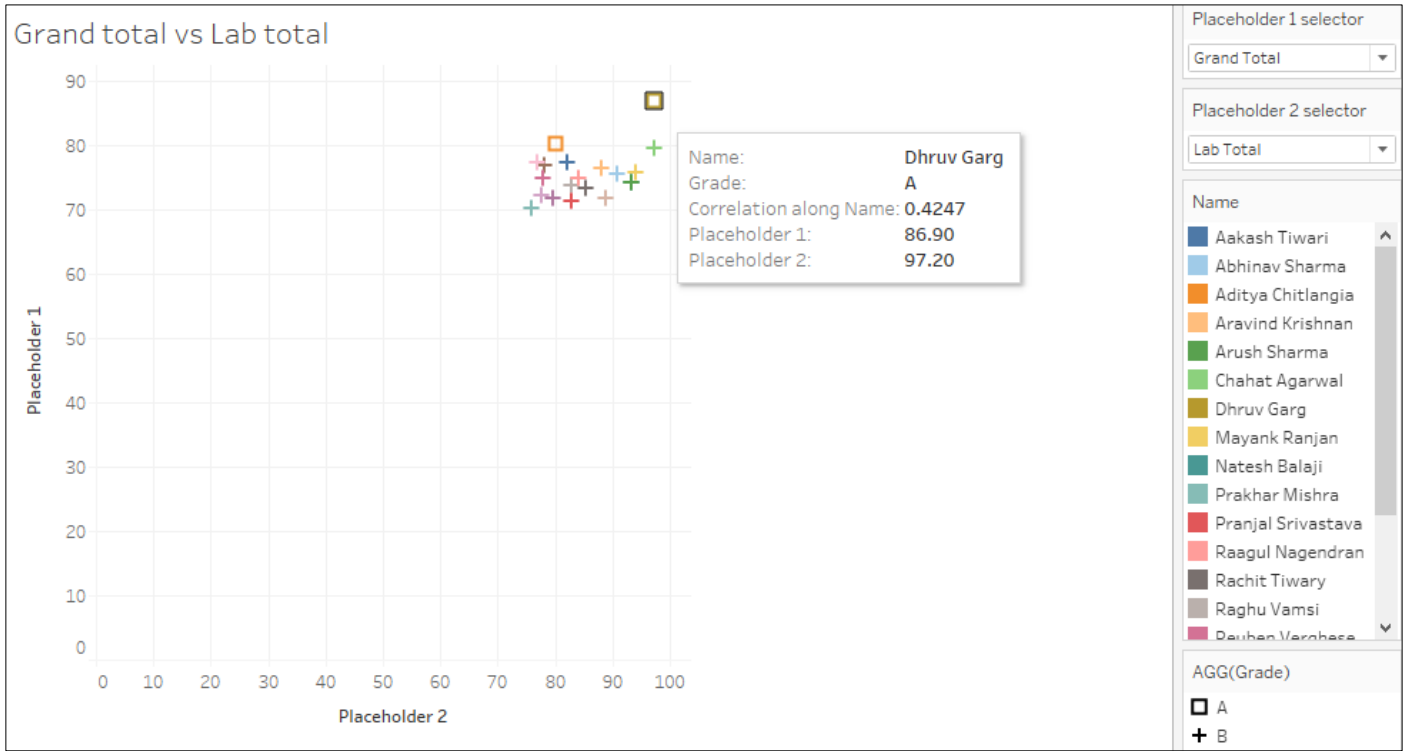 Grand total vs Lab total
90
80
70
60
50
40
30
20
10
0
Placeholder 1
0 10 20 30 40 50 60 70 80 90 100
Placeholder 2
Name: Dhruv Garg
Grade: A
Correlation along Name: 0.4247
Placeholder 1: 86.90
Placeholder 2: 97.20
Placeholder 1 selector
Grand Total
Placeholder 2 selector
Lab Total
Name
Aakash Tiwari
Abhinav Sharma
Aditya Chitlangia
Aravind Krishnan
Arush Sharma
Chahat Agarwal
Dhruv Garg
Mayank Ranjan
Natesh Balaji
Prakhar Mishra
Pranjal Srivastava
Raagul Nagendran
Rachit Tiwary
Raghu Vamsi
Reuben Verghese
AGG(Grade)
A
B